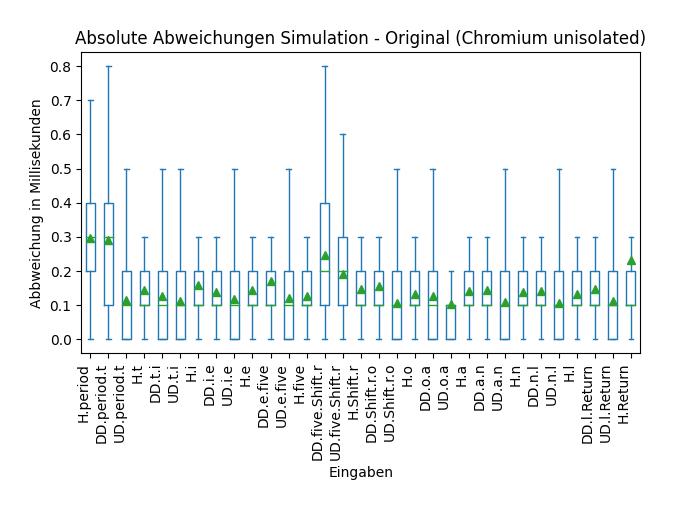 Absolute Abweichungen Simulation - Original (Chromium unisolated)
Abbweichung in Millisekunden
0.8
0.7
0.6
0.5
0.4
0.3
0.2
0.1
0.0
H.period
DD.period.t
UD.period.t
H.t
DD.t.i
UD.t.i
H.i
DD.i.e
UD.i.e
H.e
DD.e.five
UD.e.five
H.five
DD.five.Shift.r
UD.five.Shift.r
H.Shift.r
DD.Shift.r.o
UD.Shift.r.o
H.o
DD.o.a
UD.o.a
H.a
DD.a.n
UD.a.n
H.n
DD.n.l
UD.n.l
H.l
DD.l.Return
UD.l.Return
H.Return
Eingaben